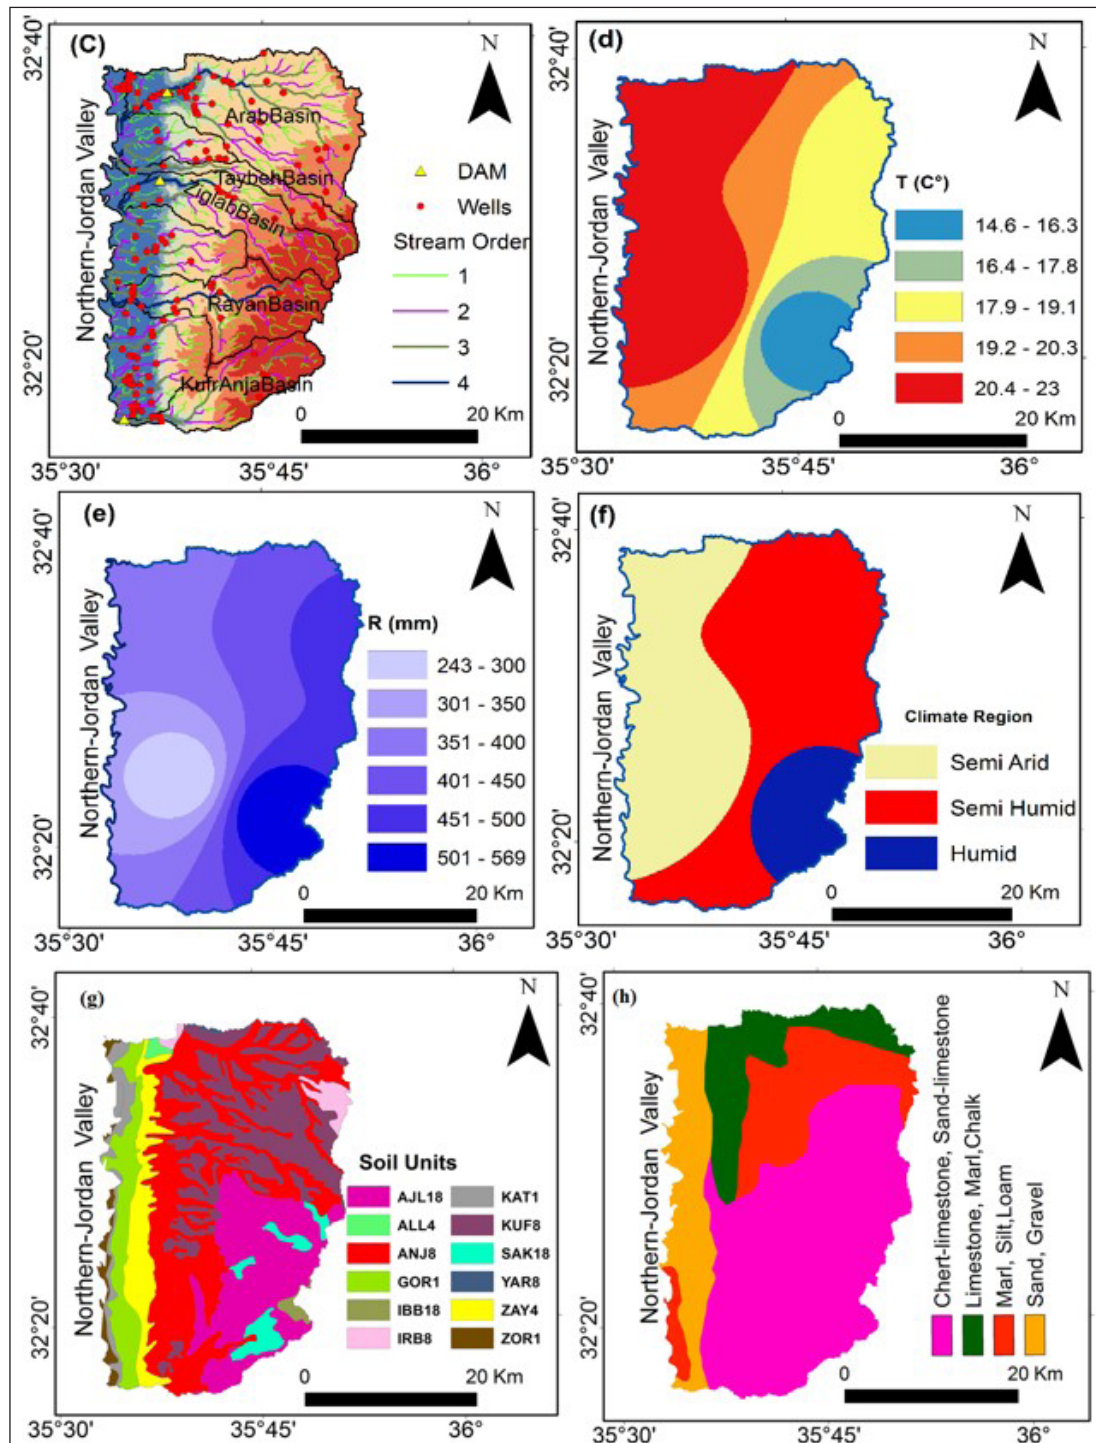 (C)
N
32°40'
Northern-Jordan Valley
ArabBasin
TaybehBasin
iglabBasin
RayanBasin
KufrAnjaBasin
DAM
Wells
Stream Order
1
2
3
4
32°20'
0
20 Km
35°30'
35°45'
36°
(d)
N
32°40'
Northern-Jordan Valley
T (C°)
14.6 - 16.3
16.4 - 17.8
17.9 - 19.1
19.2 - 20.3
20.4 - 23
32°20'
0
20 Km
35°45'
36°
(e)
N
32°40'
Northern-Jordan Valley
R (mm)
243 - 300
301 - 350
351 - 400
401 - 450
451 - 500
501 - 569
32°20'
0
20 Km
35°30'
35°45'
36°
(f)
N
32°40'
Northern-Jordan Valley
Climate Region
Semi Arid
Semi Humid
Humid
32°20'
0
20 Km
35°30'
35°45'
36°
(g)
N
32°40'
Northern-Jordan Valley
Soil Units
AJL18
KAT1
ALL4
KUF8
ANJ8
SAK18
GOR1
YAR8
IBB18
ZAY4
IRB8
ZOR1
32°20'
0
20 Km
35°30'
35°45'
36°
(h)
N
32°40'
Northern-Jordan Valley
Chert-limestone, Sand-limestone
Limestone, Marl,Chalk
Marl, Silt,Loam
Sand, Gravel
32°20'
0
20 Km
35°30'
35°45'
36°